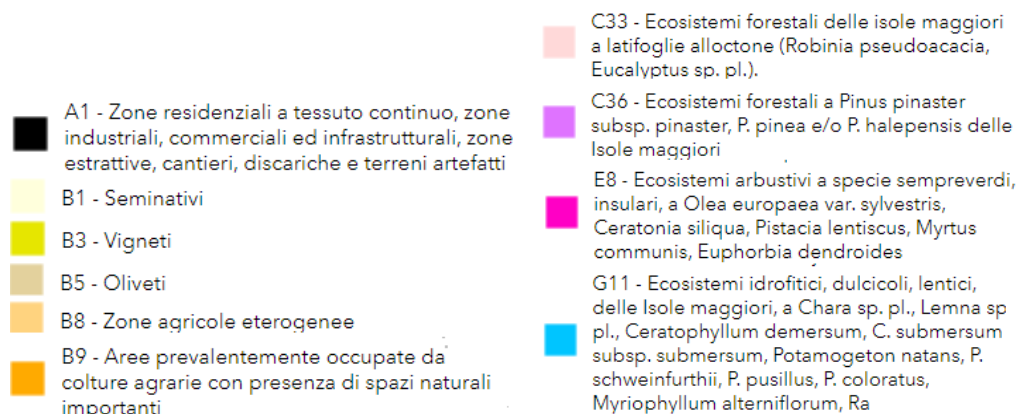 A1 - Zone residenziali a tessuto continuo, zone
industriali, commerciali ed infrastrutturali, zone
estrattive, cantieri, discariche e terreni artefatti
B1 - Seminativi
B3 - Vigneti
B5 - Oliveti
B8 - Zone agricole eterogenee
B9 - Aree prevalentemente occupate da
colture agrarie con presenza di spazi naturali
importanti
C33 - Ecosistemi forestali delle isole maggiori
a latifoglie alloctone (Robinia pseudoacacia,
Eucalyptus sp. pl.).
C36 - Ecosistemi forestali a Pinus pinaster
subsp. pinaster, P. pinea e/o P. halepensis delle
Isole maggiori
E8 - Ecosistemi arbustivi a specie sempreverdi,
insulari, a Olea europaea var. sylvestris,
Ceratonia siliqua, Pistacia lentiscus, Myrtus
communis, Euphorbia dendroides
G11 - Ecosistemi idrofitici, dulcicoli, lentici,
delle Isole maggiori, a Chara sp. pl., Lemna sp
pl., Ceratophyllum demersum, C. submersum
subsp. submersum, Potamogeton natans, P.
schweinfurthii, P. pusillus, P. coloratus,
Myriophyllum alterniflorum, Ra